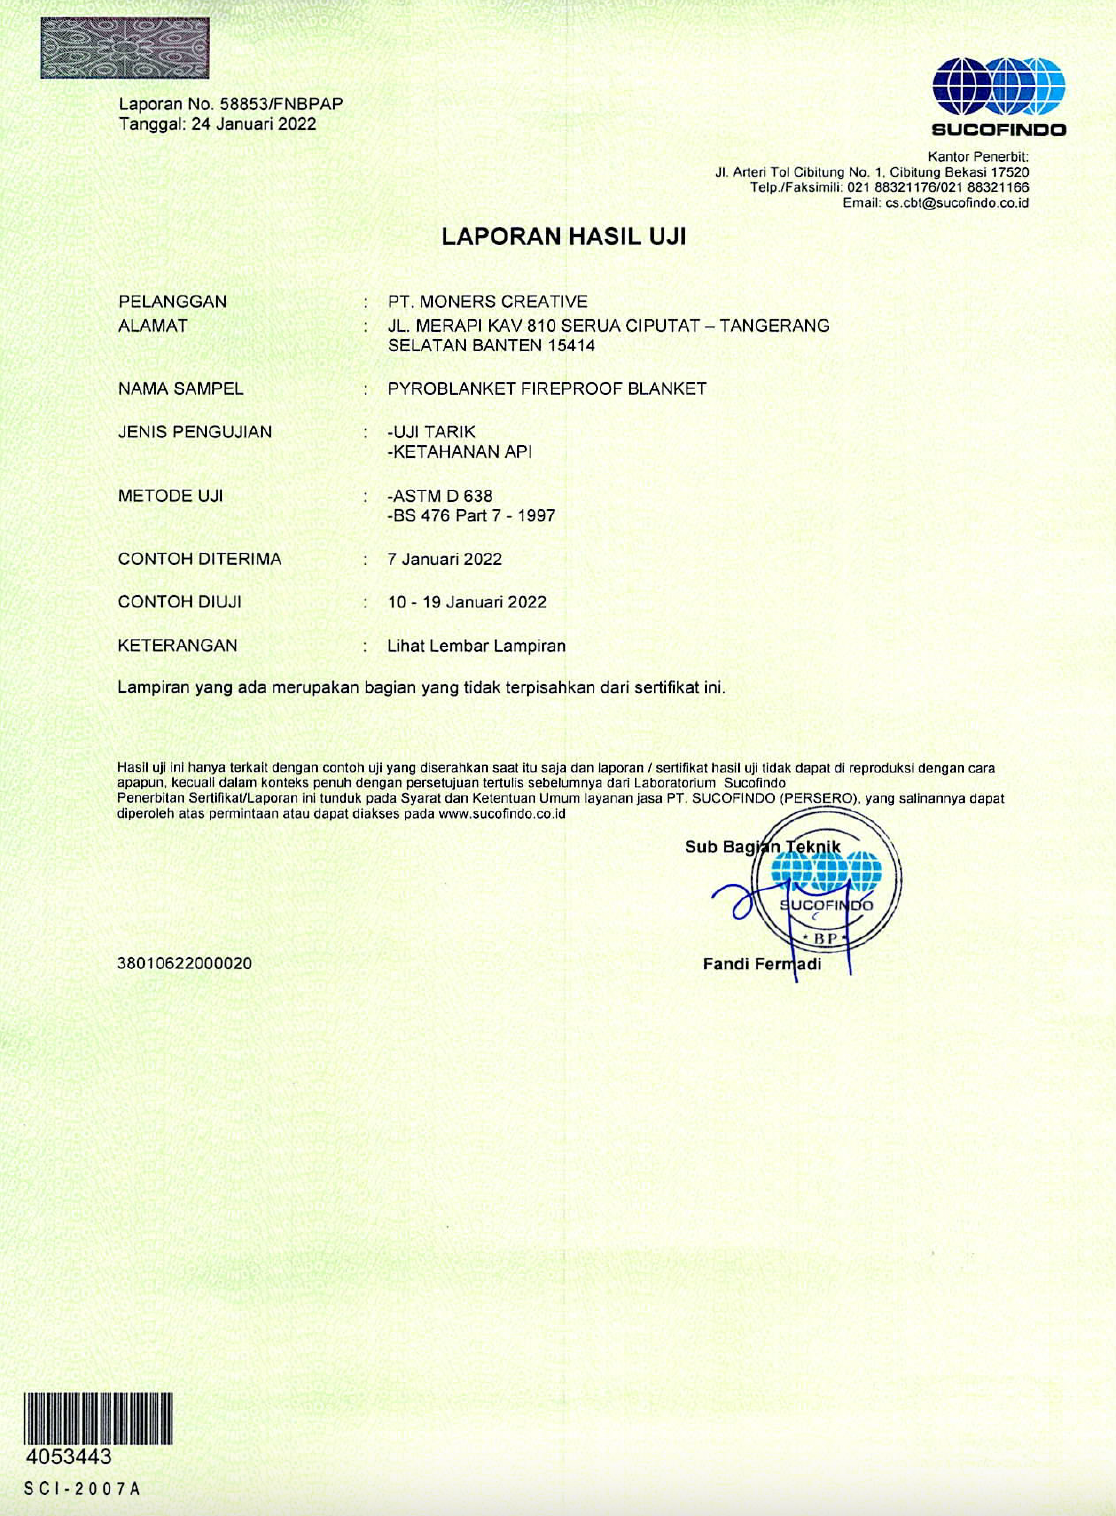 Laporan No. 58853/FNBPAP
Tanggal: 24 Januari 2022
SUCOFINDO
Kantor Penerbit:
Jl. Arteri Tol Cibitung No. 1, Cibitung Bekasi 17520
Telp./Faksimili: 021 88321176/021 88321166
Email: cs.cbt@sucofindo.co.id
LAPORAN HASIL UJI
PELANGGAN : PT. MONERS CREATIVE
ALAMAT : JL. MERAPI KAV 810 SERUA CIPUTAT – TANGERANG
SELATAN BANTEN 15414
NAMA SAMPEL : PYROBLANKET FIREPROOF BLANKET
JENIS PENGUJIAN : -UJI TARIK
-KETAHANAN API
METODE UJI : -ASTM D 638
-BS 476 Part 7 - 1997
CONTOH DITERIMA : 7 Januari 2022
CONTOH DIUJI : 10 - 19 Januari 2022
KETERANGAN : Lihat Lembar Lampiran
Lampiran yang ada merupakan bagian yang tidak terpisahkan dari sertifikat ini.
Hasil uji ini hanya terkait dengan contoh uji yang diserahkan saat itu saja dan laporan / sertifikat hasil uji tidak dapat di reproduksi dengan cara
apapun, kecuali dalam konteks penuh dengan persetujuan tertulis sebelumnya dari Laboratorium Sucofindo
Penerbitan Sertifikat/Laporan ini tunduk pada Syarat dan Ketentuan Umum layanan jasa PT. SUCOFINDO (PERSERO), yang salinannya dapat
diperoleh atas permintaan atau dapat diakses pada www.sucofindo.co.id
Sub Bagian Teknik
SUCOFINDO
• BP •
38010622000020
Fandi Fermadi
4053443
SCI-2007A